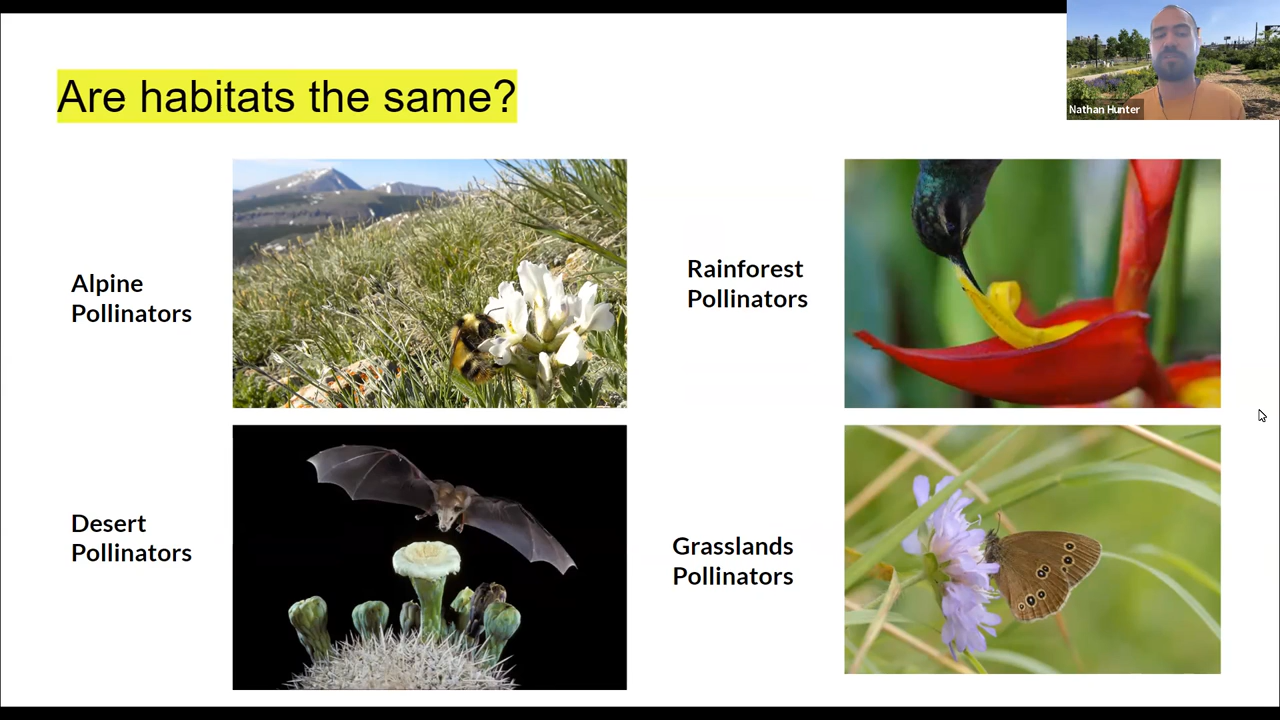 Are habitats the same?
Nathan Hunter
Alpine
Pollinators
Rainforest
Pollinators
Desert
Pollinators
Grasslands
Pollinators